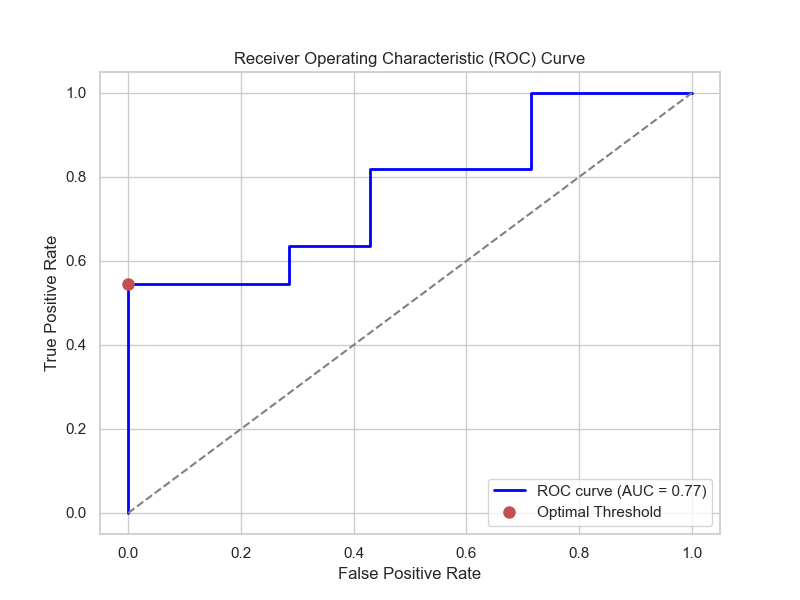 Receiver Operating Characteristic (ROC) Curve
True Positive Rate
1.0
0.8
0.6
0.4
0.2
0.0
0.0 0.2 0.4 0.6 0.8 1.0
False Positive Rate
ROC curve (AUC = 0.77)
Optimal Threshold